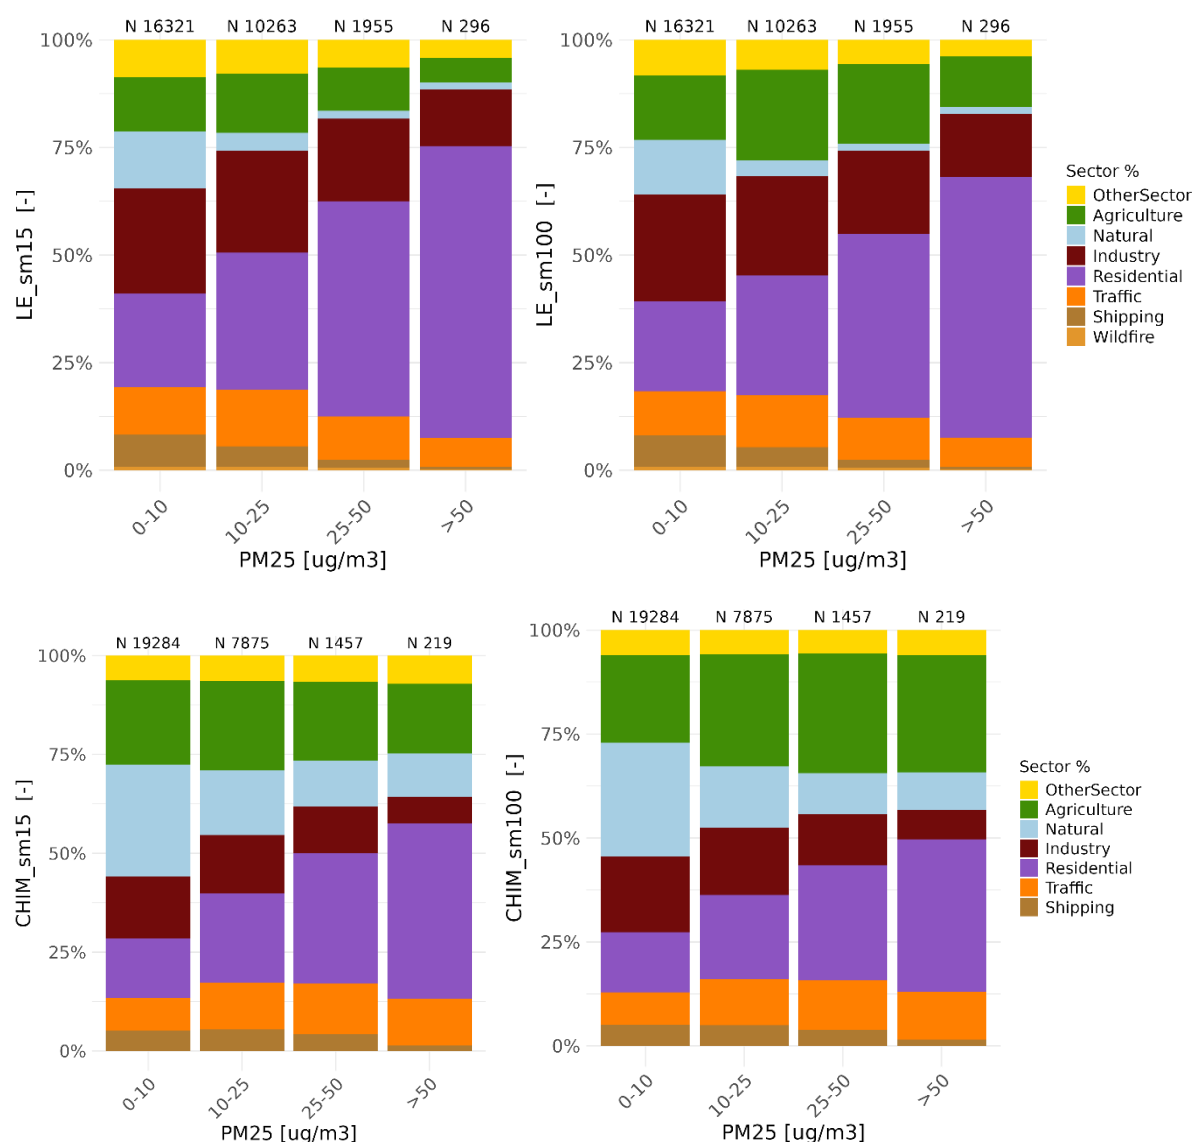 N 16321 N 10263 N 1955 N 296
100%
75%
50%
25%
0%
LE_sm15 [-]
0-10 10-25 25-50 >50
PM25 [ug/m3]
N 16321 N 10263 N 1955 N 296
100%
75%
50%
25%
0%
LE_sm100 [-]
0-10 10-25 25-50 >50
PM25 [ug/m3]
Sector %
OtherSector
Agriculture
Natural
Industry
Residential
Traffic
Shipping
Wildfire
N 19284 N 7875 N 1457 N 219
100%
75%
50%
25%
0%
CHIM_sm15 [-]
0-10 10-25 25-50 >50
PM25 [ug/m3]
N 19284 N 7875 N 1457 N 219
100%
75%
50%
25%
0%
CHIM_sm100 [-]
0-10 10-25 25-50 >50
PM25 [ug/m3]
Sector %
OtherSector
Agriculture
Natural
Industry
Residential
Traffic
Shipping